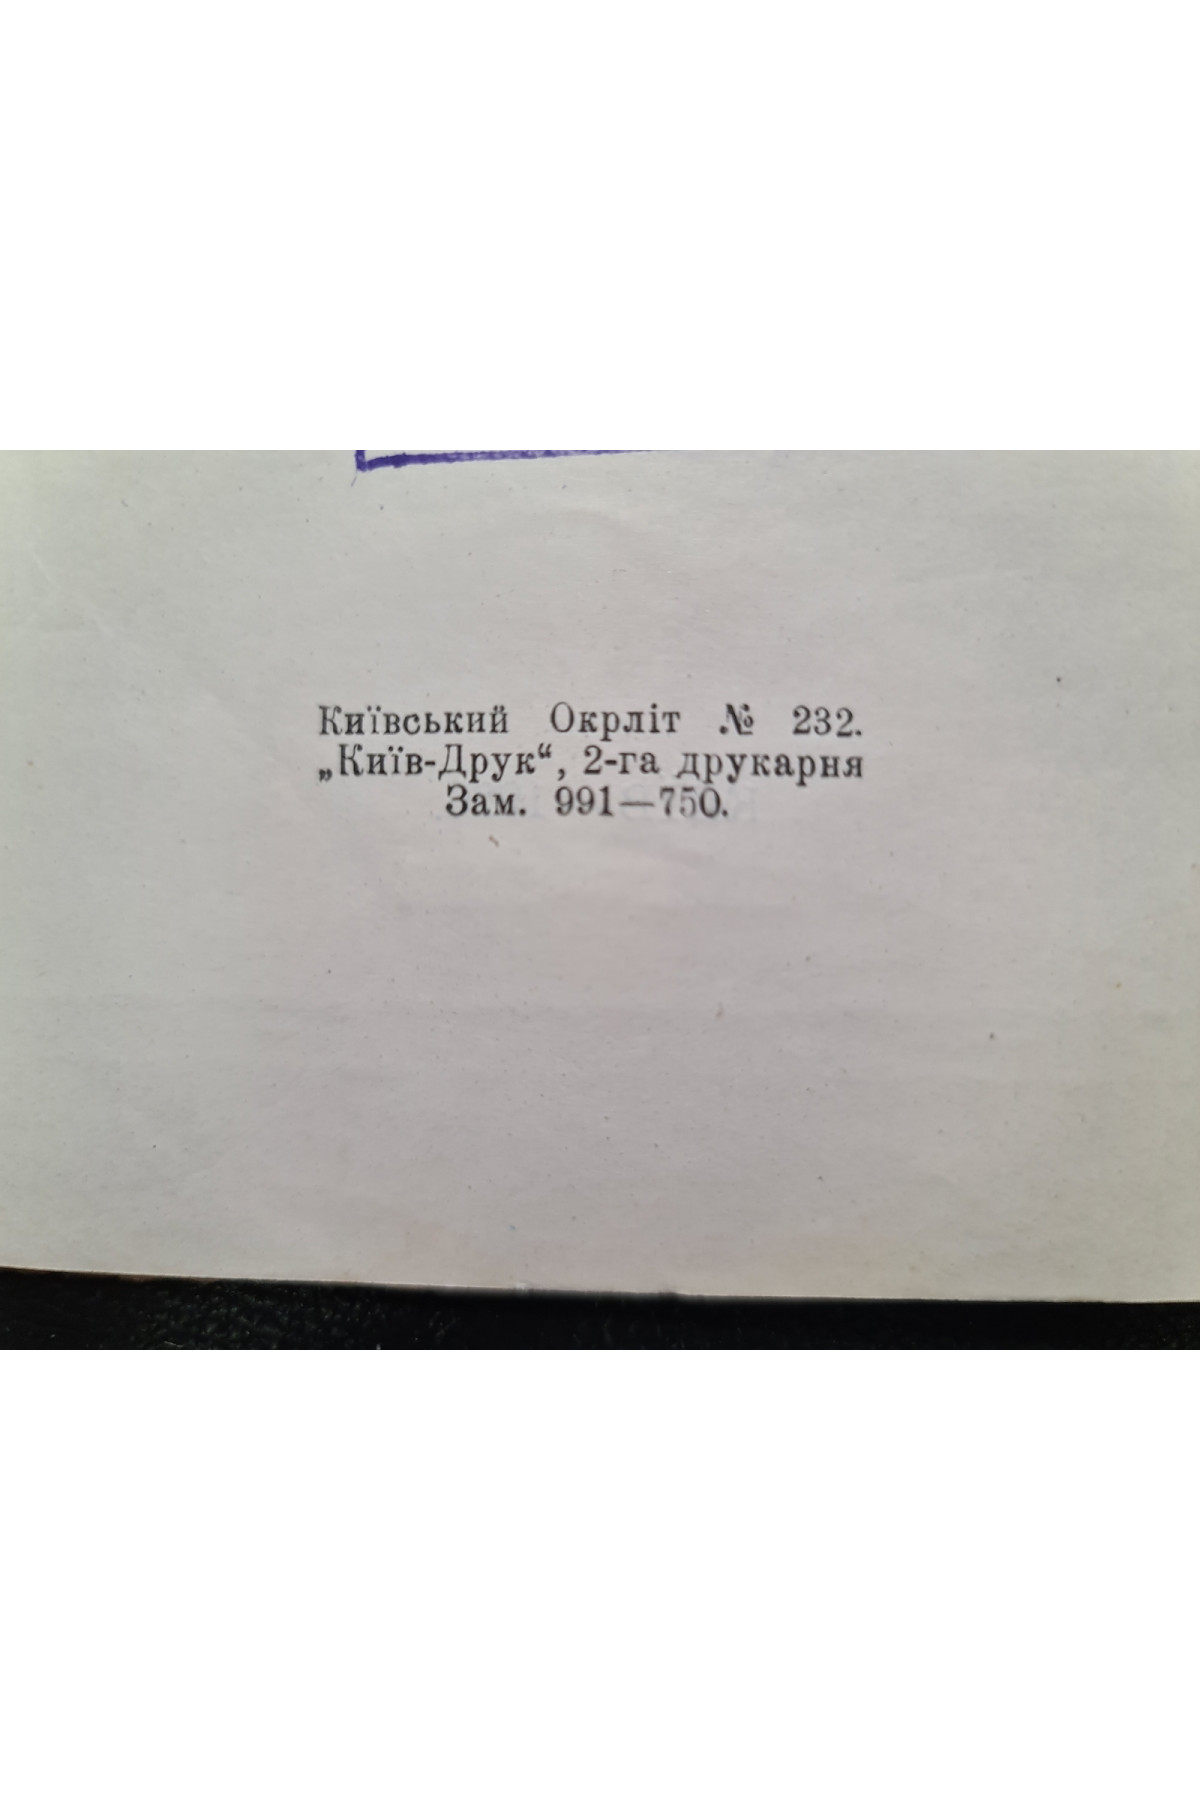 Київський Окрліт № 232.
„Київ-Друк“, 2-га друкарня
Зам. 991—750.